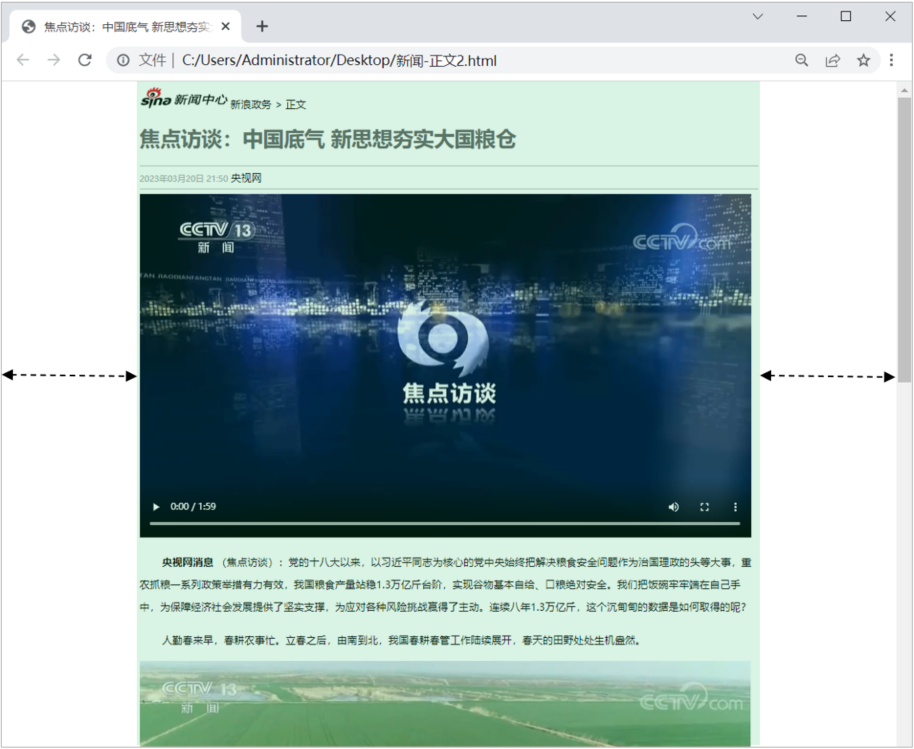 焦点访谈：中国底气 新思想夯实
文件 | C:/Users/Administrator/Desktop/新闻-正文2.html
sina 新闻中心 新浪政务 > 正文
焦点访谈：中国底气 新思想夯实大国粮仓
2023年03月20日 21:50 央视网
CCTV 13
新 闻
CCTV.com
焦点访谈
0:00 / 1:59
央视网消息 （焦点访谈）：党的十八大以来，以习近平同志为核心的党中央始终把解决粮食安全问题作为治国理政的头等大事，重
农抓粮一系列政策举措有力有效，我国粮食产量站稳1.3万亿斤台阶，实现谷物基本自给、口粮绝对安全。我们把饭碗牢牢端在自己手
中，为保障经济社会发展提供了坚实支撑，为应对各种风险挑战赢得了主动。连续八年1.3万亿斤，这个沉甸甸的数据是如何取得的呢？
人勤春来早，春耕农事忙。立春之后，由南到北，我国春耕春管工作陆续展开，春天的田野处处生机盎然。
CCTV 13
新 闻
CCTV.com